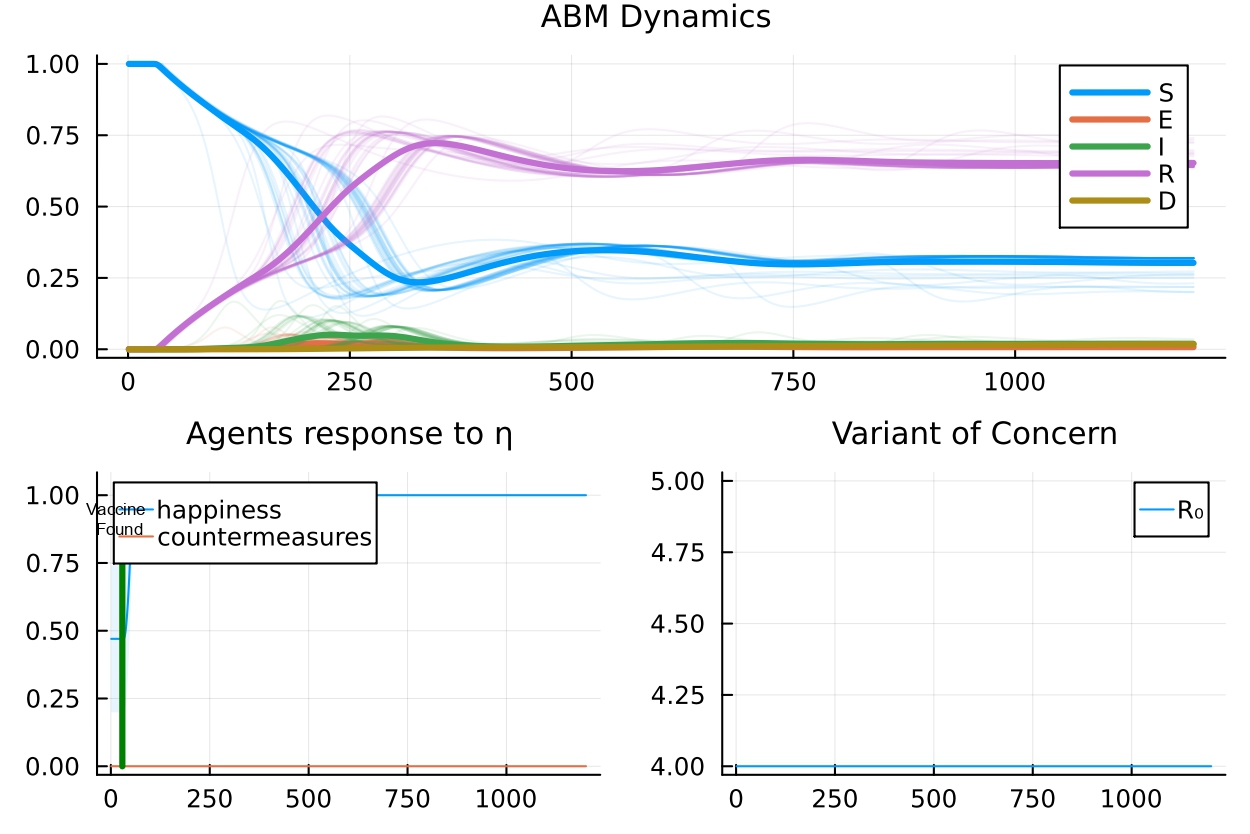 ABM Dynamics
1.00
0.75
0.50
0.25
0.00
S
E
I
R
D
0 250 500 750 1000
Agents response to η
1.00
0.75
0.50
0.25
0.00
Vaccine
Found
happiness
countermeasures
0 250 500 750 1000
Variant of Concern
5.00
4.75
4.50
4.25
4.00
R₀
0 250 500 750 1000